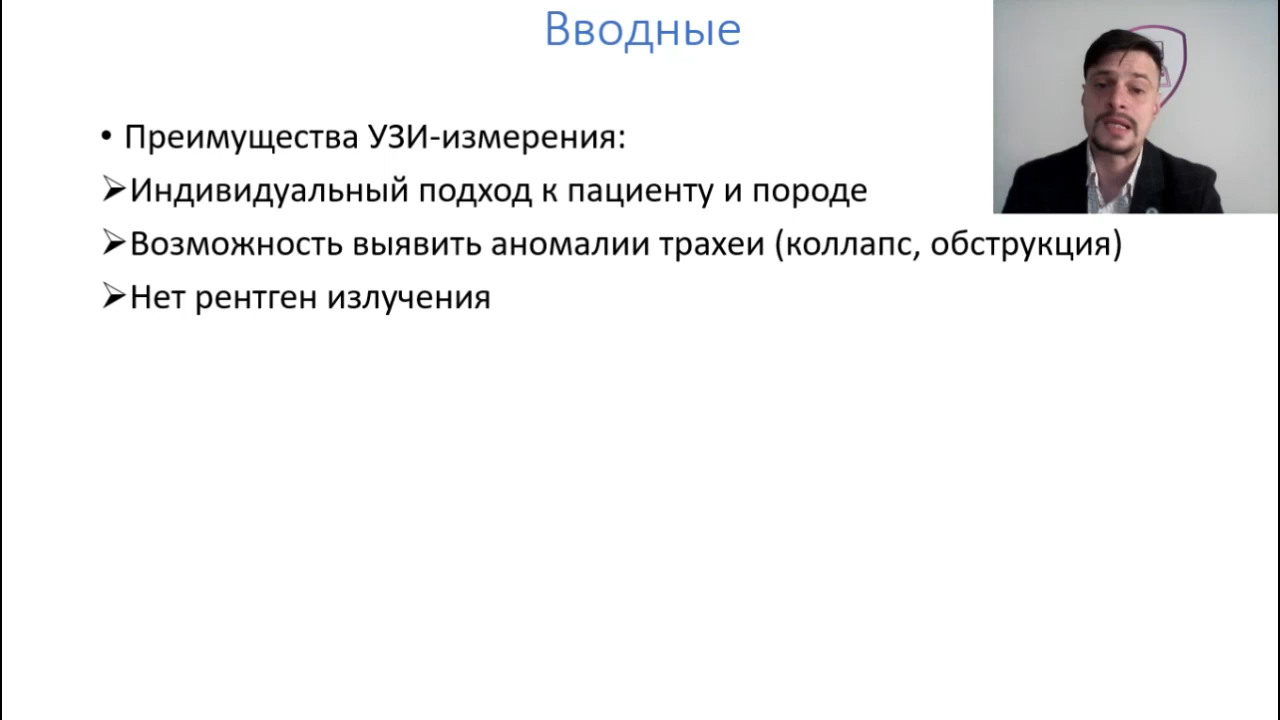 Вводные
• Преимущества УЗИ-измерения:
➢Индивидуальный подход к пациенту и породе
➢Возможность выявить аномалии трахеи (коллапс, обструкция)
➢Нет рентген излучения